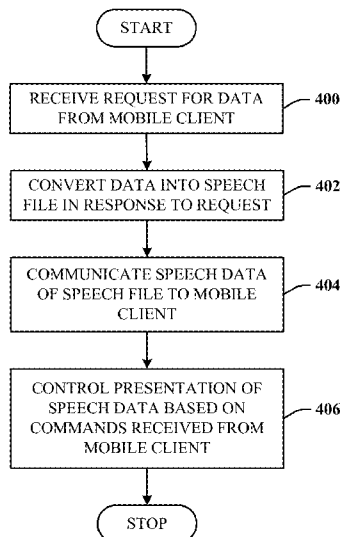 START
RECEIVE REQUEST FOR DATA
FROM MOBILE CLIENT
400
CONVERT DATA INTO SPEECH
FILE IN RESPONSE TO REQUEST
402
COMMUNICATE SPEECH DATA
OF SPEECH FILE TO MOBILE
CLIENT
404
CONTROL PRESENTATION OF
SPEECH DATA BASED ON
COMMANDS RECEIVED FROM
MOBILE CLIENT
406
STOP